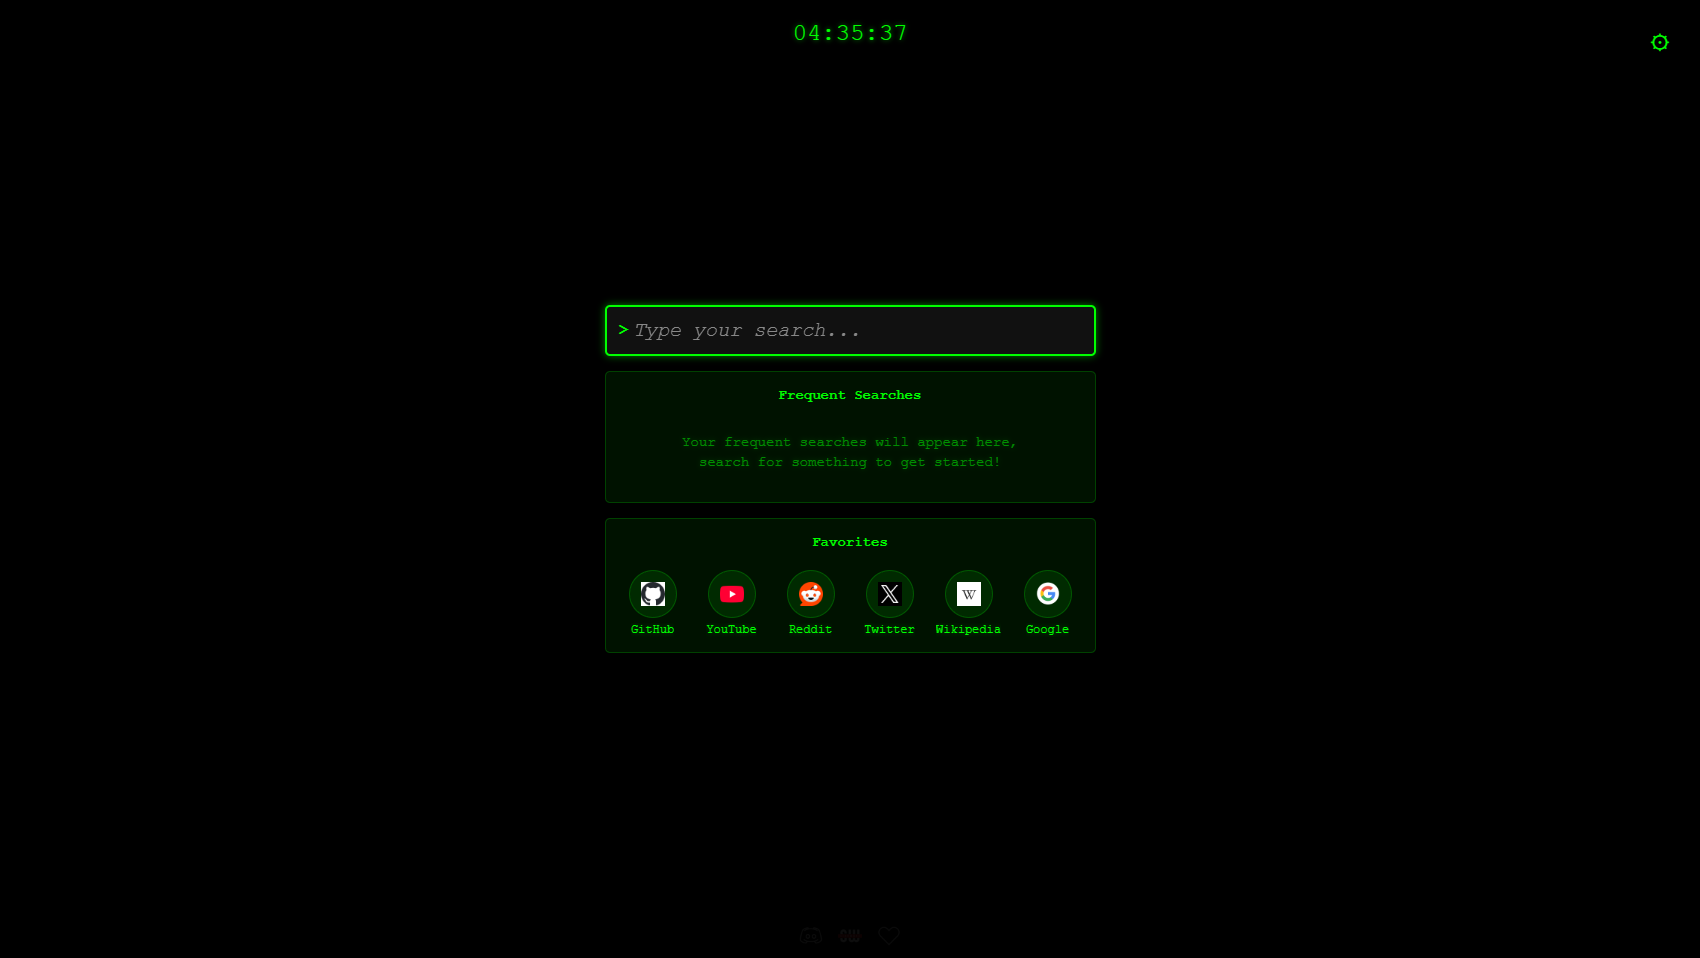 04:35:37
> Type your search...
Frequent Searches
Your frequent searches will appear here,
search for something to get started!
Favorites
GitHub YouTube Reddit Twitter Wikipedia Google